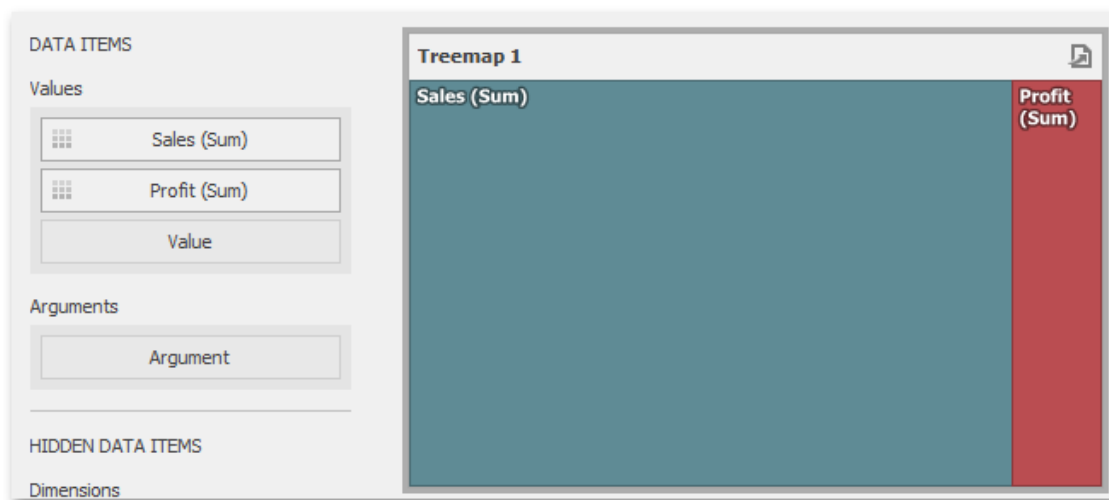 DATA ITEMS
Values
Sales (Sum)
Profit (Sum)
Value
Arguments
Argument
HIDDEN DATA ITEMS
Dimensions
Treemap 1
Sales (Sum)
Profit
(Sum)